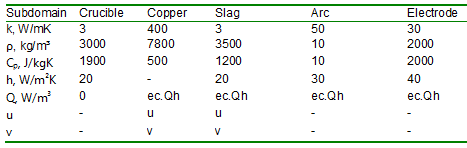 Subdomain Crucible Copper Slag Arc Electrode
k, W/mK 3 400 3 50 30
ρ, kg/m³ 3000 7800 3500 10 2000
Cp, J/kgK 1900 500 1200 10 2000
h, W/m²K 20 - 20 30 40
Q, W/m³ 0 ec.Qh ec.Qh ec.Qh ec.Qh
u - u u - -
v - v v - -